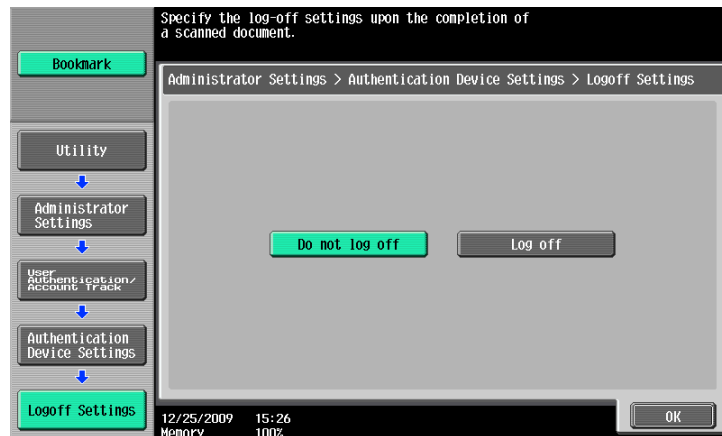 Specify the log-off settings upon the completion of
a scanned document.
Bookmark
Administrator Settings > Authentication Device Settings > Logoff Settings
Utility
Administrator
Settings
User
Authentication/
Account Track
Authentication
Device Settings
Logoff Settings
Do not log off
Log off
12/25/2009 15:26
Memory 100%
OK